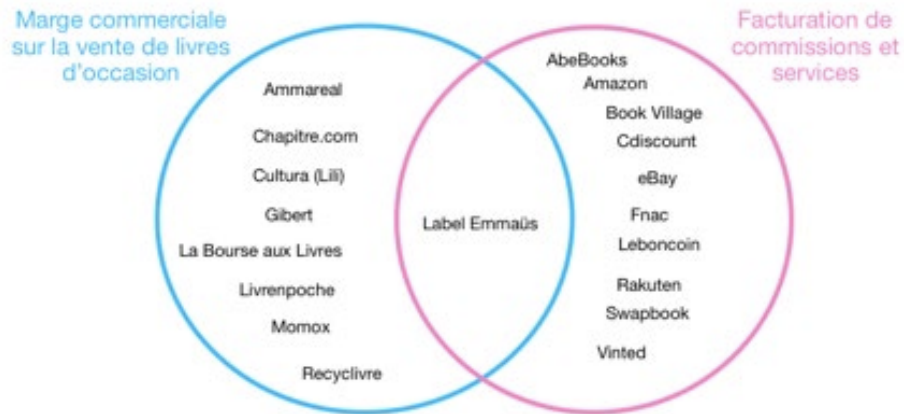 Marge commerciale
sur la vente de livres
d'occasion
Facturation de
commissions et
services
Ammareal
Chapitre.com
Cultura (Lili)
Gibert
La Bourse aux Livres
Livrenpoche
Momox
Recyclivre
Label Emmaüs
AbeBooks
Amazon
Book Village
Cdiscount
eBay
Fnac
Leboncoin
Rakuten
Swapbook
Vinted